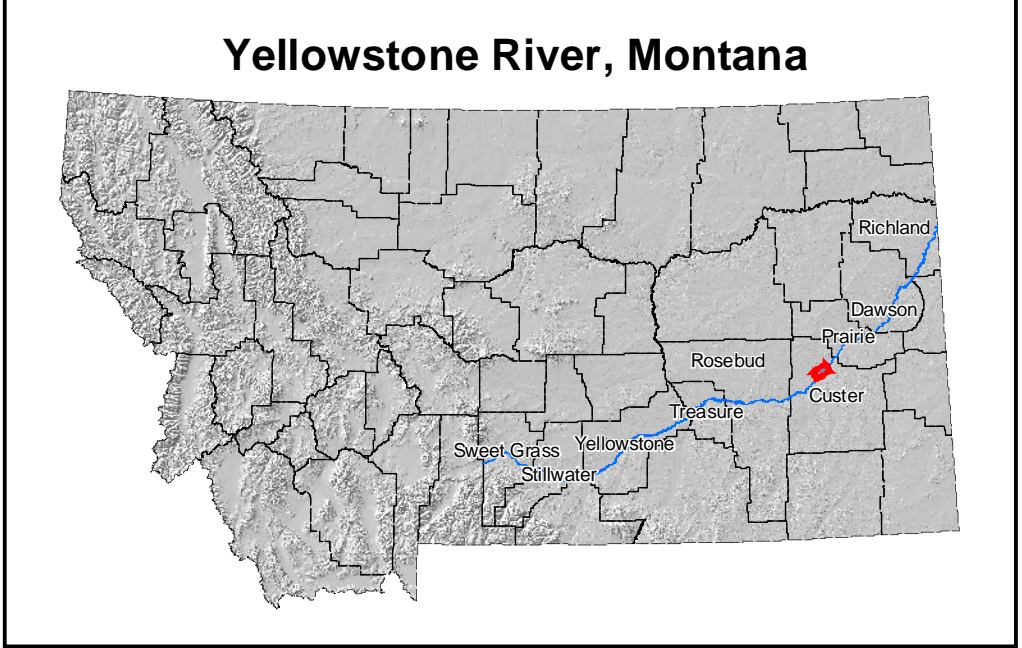 Yellowstone River, Montana
Richland
Dawson
Prairie
Rosebud
Custer
Treasure
Yellowstone
Sweet Grass
Stillwater